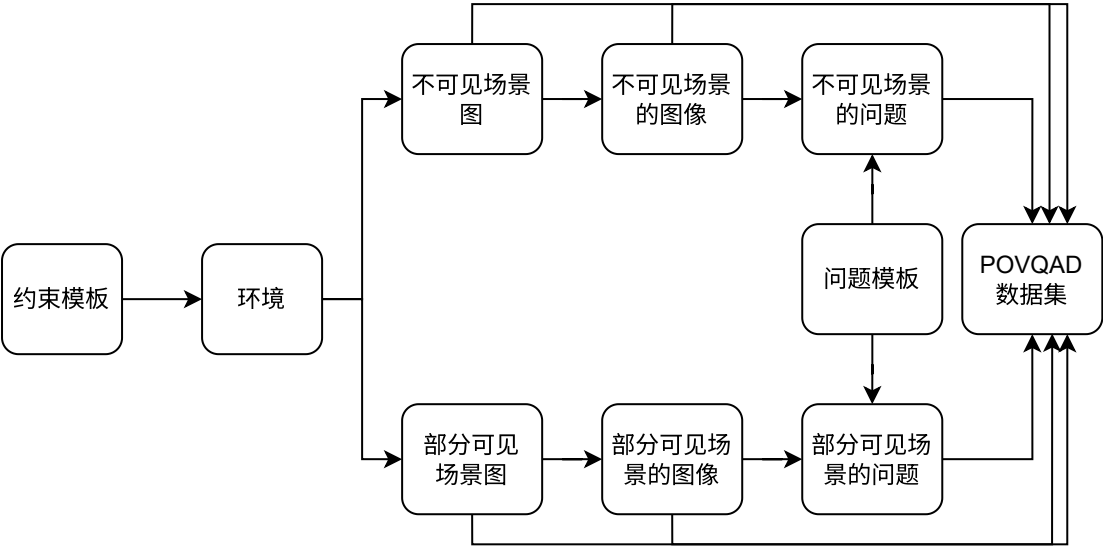 不可见场景
图
不可见场景
的图像
不可见场景
的问题
约束模板
环境
问题模板
POVQAD
数据集
部分可见
场景图
部分可见场
景的图像
部分可见场
景的问题